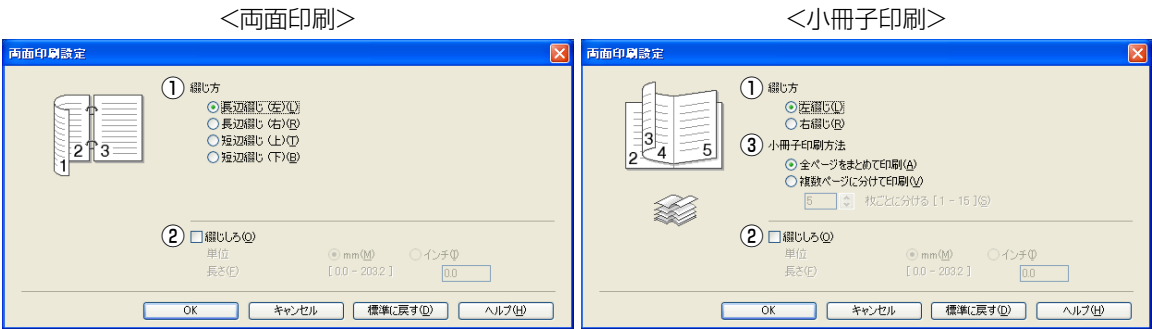 <両面印刷>
両面印刷設定
① 綴じ方
長辺綴じ (左)(L)
長辺綴じ (右)(R)
短辺綴じ (上)(T)
短辺綴じ (下)(B)
1 2 3
② 綴じしろ(O)
単位 mm(M) インチ(I)
長さ(F) [ 0.0 - 203.2 ] 0.0
OK キャンセル 標準に戻す(D) ヘルプ(H)
<小冊子印刷>
両面印刷設定
① 綴じ方
左綴じ(L)
右綴じ(R)
③ 小冊子印刷方法
全ページをまとめて印刷(A)
複数ページに分けて印刷(V)
5 枚ごとに分ける [ 1 - 15 ](S)
2 3 4 5
② 綴じしろ(O)
単位 mm(M) インチ(I)
長さ(F) [ 0.0 - 203.2 ] 0.0
OK キャンセル 標準に戻す(D) ヘルプ(H)